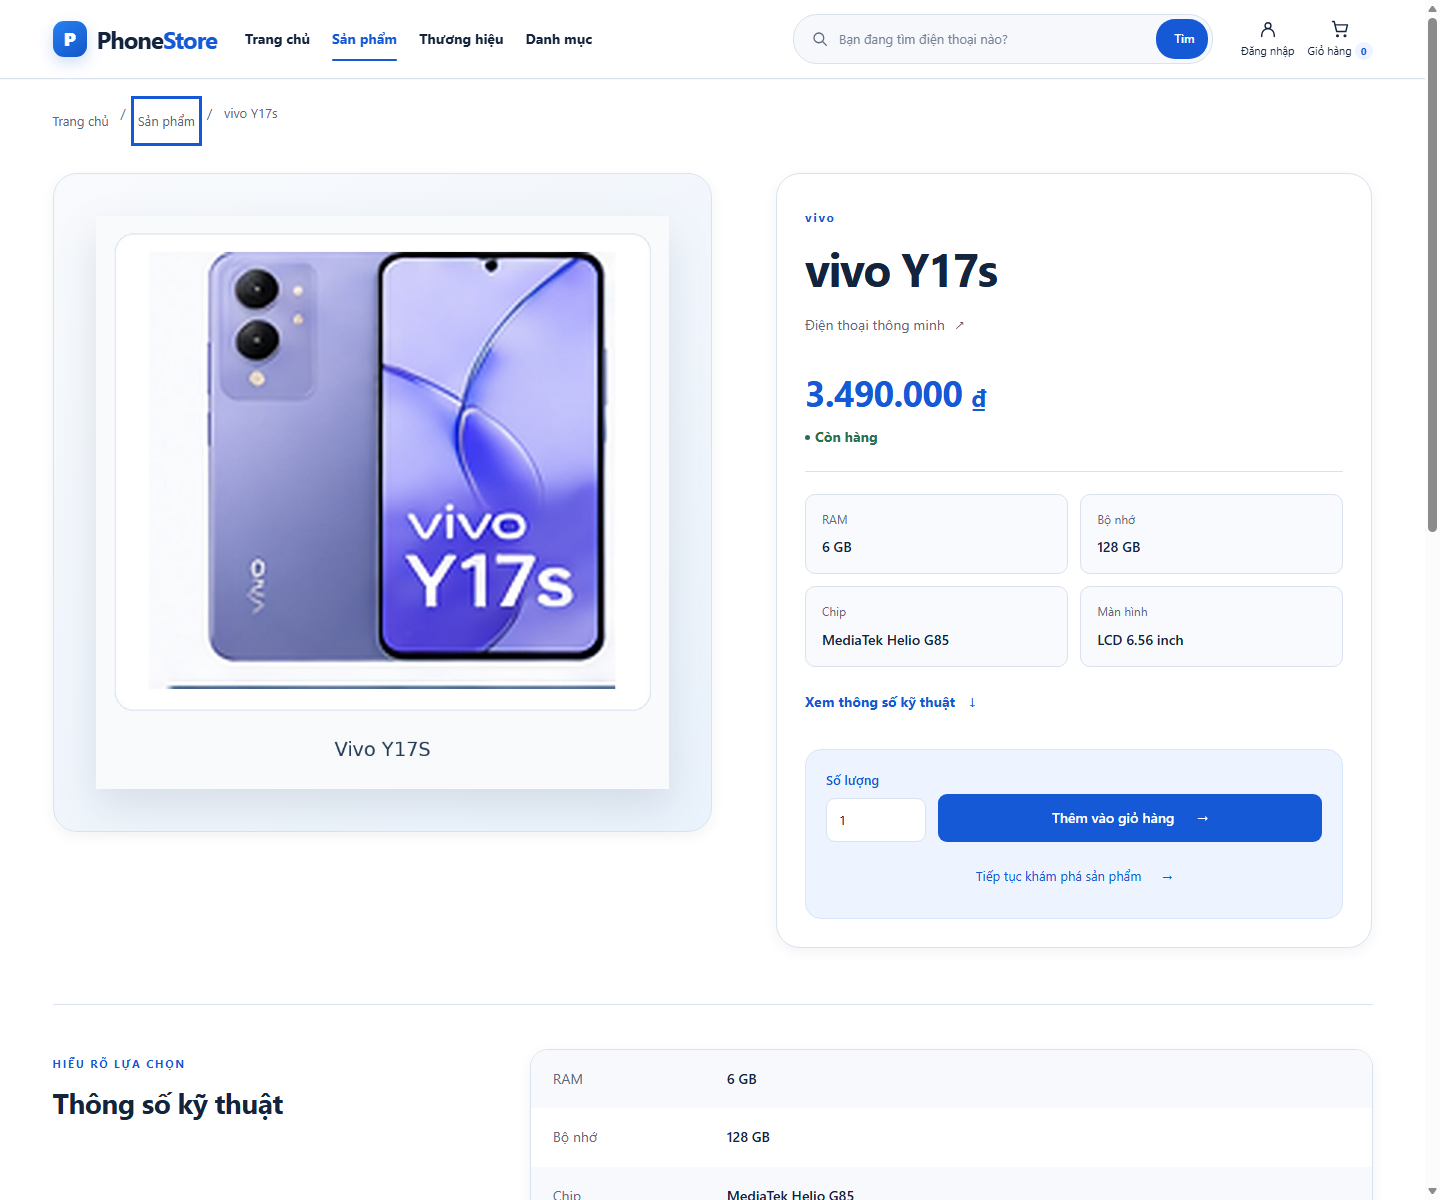 P PhoneStore
Trang chủ Sản phẩm Thương hiệu Danh mục
Bạn đang tìm điện thoại nào?
Tìm
Đăng nhập
Giỏ hàng 0
Trang chủ / Sản phẩm / vivo Y17s
vivo
vivo
Y17s
Vivo Y17S
vivo
vivo Y17s
Điện thoại thông minh ↗
3.490.000 ₫
• Còn hàng
RAM
6 GB
Bộ nhớ
128 GB
Chip
MediaTek Helio G85
Màn hình
LCD 6.56 inch
Xem thông số kỹ thuật ↓
Số lượng
1
Thêm vào giỏ hàng →
Tiếp tục khám phá sản phẩm →
HIỂU RÕ LỰA CHỌN
Thông số kỹ thuật
RAM 6 GB
Bộ nhớ 128 GB
Chip MediaTek Helio G85